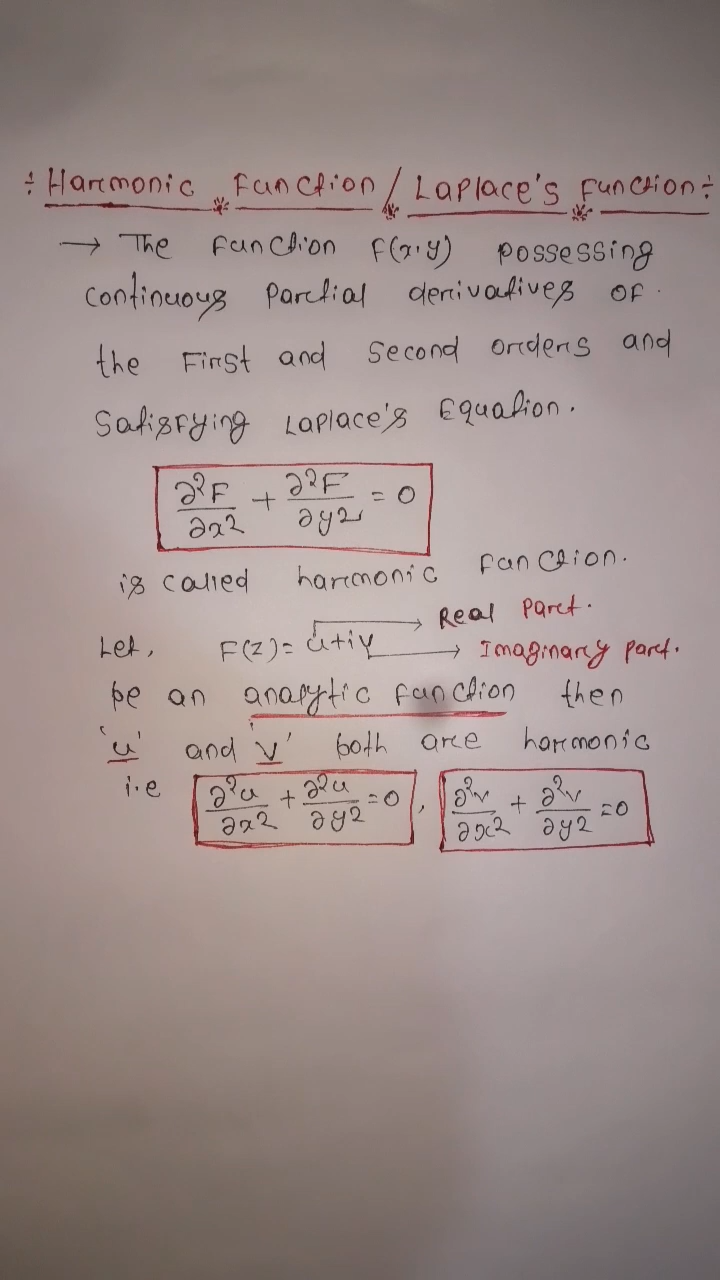 ÷ Harmonic Function / Laplace's Function ÷
→ The function F(x,y) possessing
continuous Partial derivatives of
the First and Second orders and
Satisfying Laplace's Equation.
∂²F/∂x² + ∂²F/∂y² = 0
is called harmonic function.
→ Real Part.
Let, F(z) = u+iv → Imaginary part.
be an analytic function then
'u' and 'v' both are harmonic
i.e ∂²u/∂x² + ∂²u/∂y² = 0 , ∂²v/∂x² + ∂²v/∂y² = 0